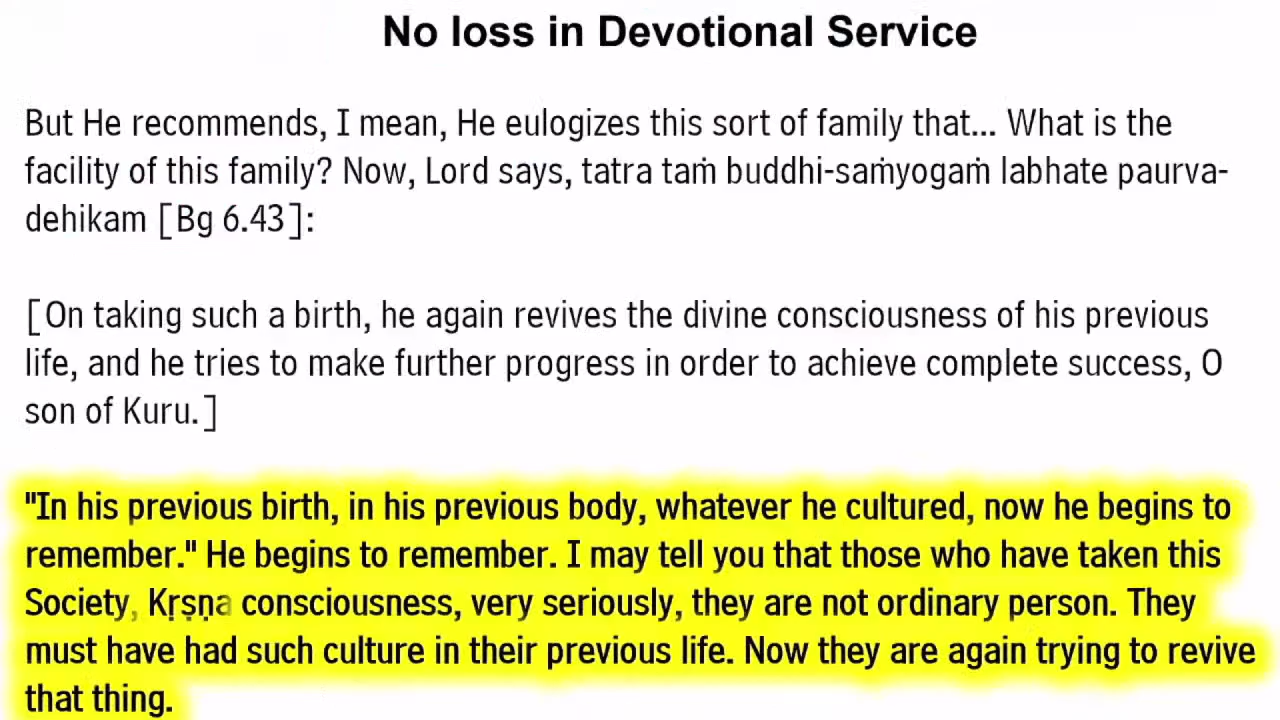 No loss in Devotional Service
But He recommends, I mean, He eulogizes this sort of family that... What is the
facility of this family? Now, Lord says, tatra taṁ buddhi-saṁyogaṁ labhate paurva-
dehikam [Bg 6.43]:
[On taking such a birth, he again revives the divine consciousness of his previous
life, and he tries to make further progress in order to achieve complete success, O
son of Kuru.]
"In his previous birth, in his previous body, whatever he cultured, now he begins to
remember." He begins to remember. I may tell you that those who have taken this
Society, Kṛṣṇa consciousness, very seriously, they are not ordinary person. They
must have had such culture in their previous life. Now they are again trying to revive
that thing.